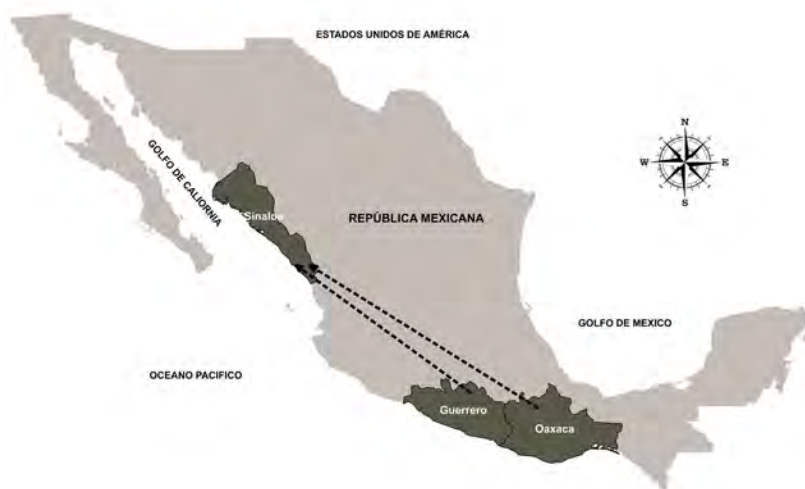 ESTADOS UNIDOS DE AMÉRICA
N
W
E
S
GOLFO DE CALIORNIA
Sinaloa
REPÚBLICA MEXICANA
GOLFO DE MEXICO
OCEANO PACIFICO
Guerrero
Oaxaca